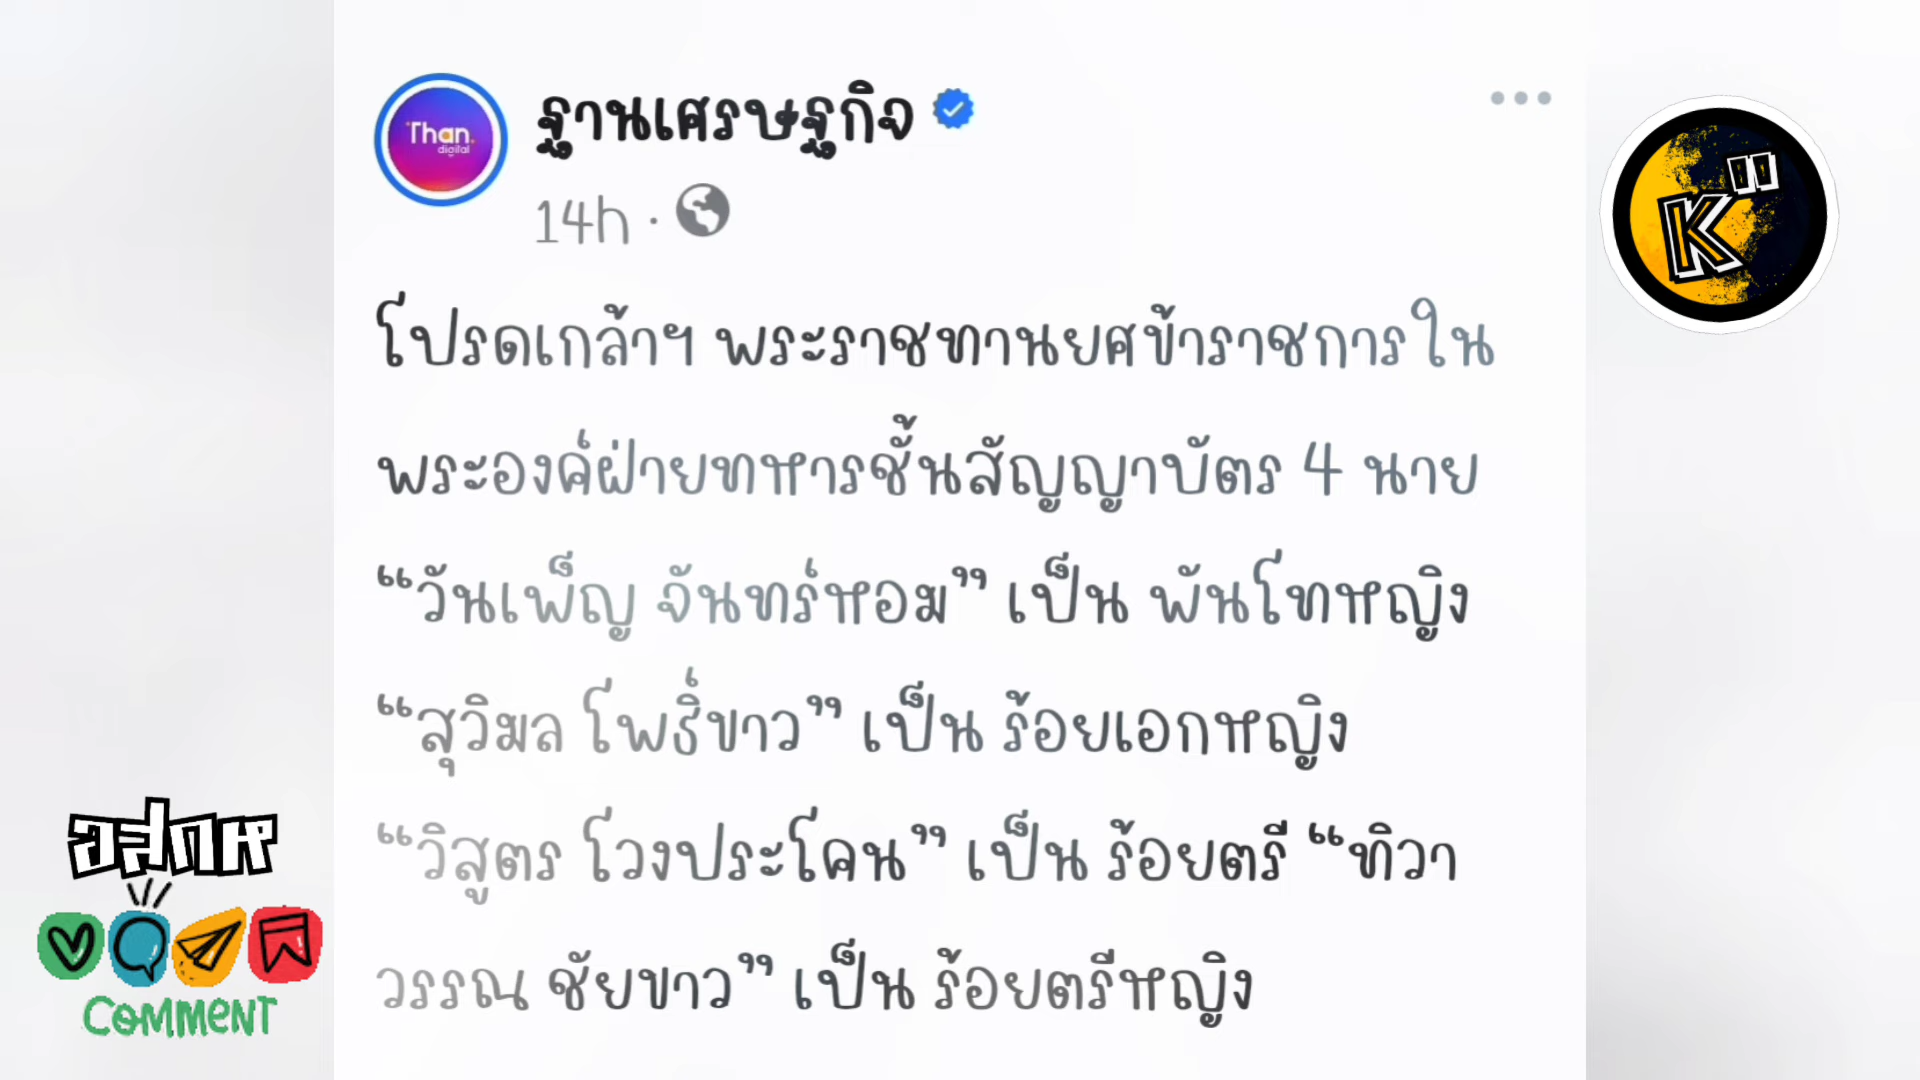 Than.
digital
ฐานเศรษฐกิจ
14h
โปรดเกล้าฯ พระราชทานยศข้าราชการใน
พระองค์ฝ่ายทหารชั้นสัญญาบัตร 4 นาย
“วันเพ็ญ จันทร์หอม” เป็น พันโทหญิง
“สุวิมล โพธิ์ขาว” เป็น ร้อยเอกหญิง
“วิสูตร โวงประโคน” เป็น ร้อยตรี “ทิวา
วรรณ ชัยขาว” เป็น ร้อยตรีหญิง
K"
อสกห
COMMENT